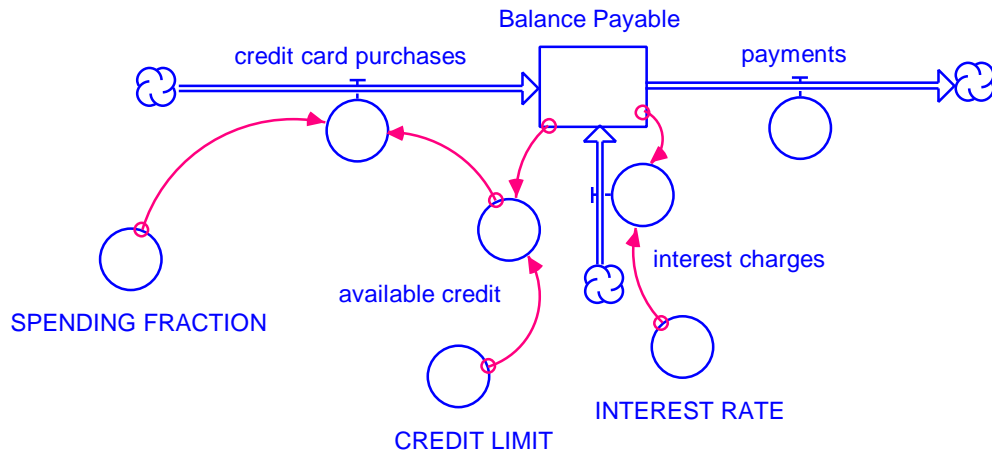 Balance Payable
credit card purchases
payments
interest charges
available credit
SPENDING FRACTION
INTEREST RATE
CREDIT LIMIT